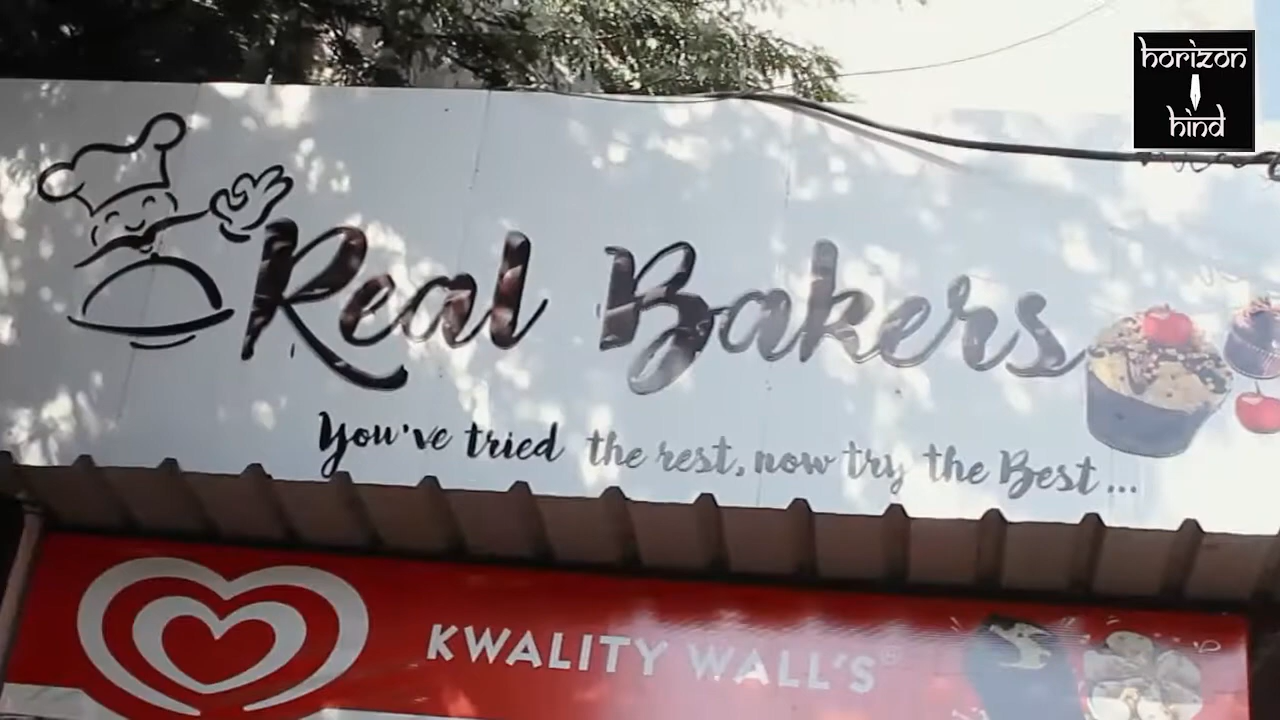 horizon
hind
Real Bakers
You've tried the rest, now try the Best...
KWALITY WALL'S®